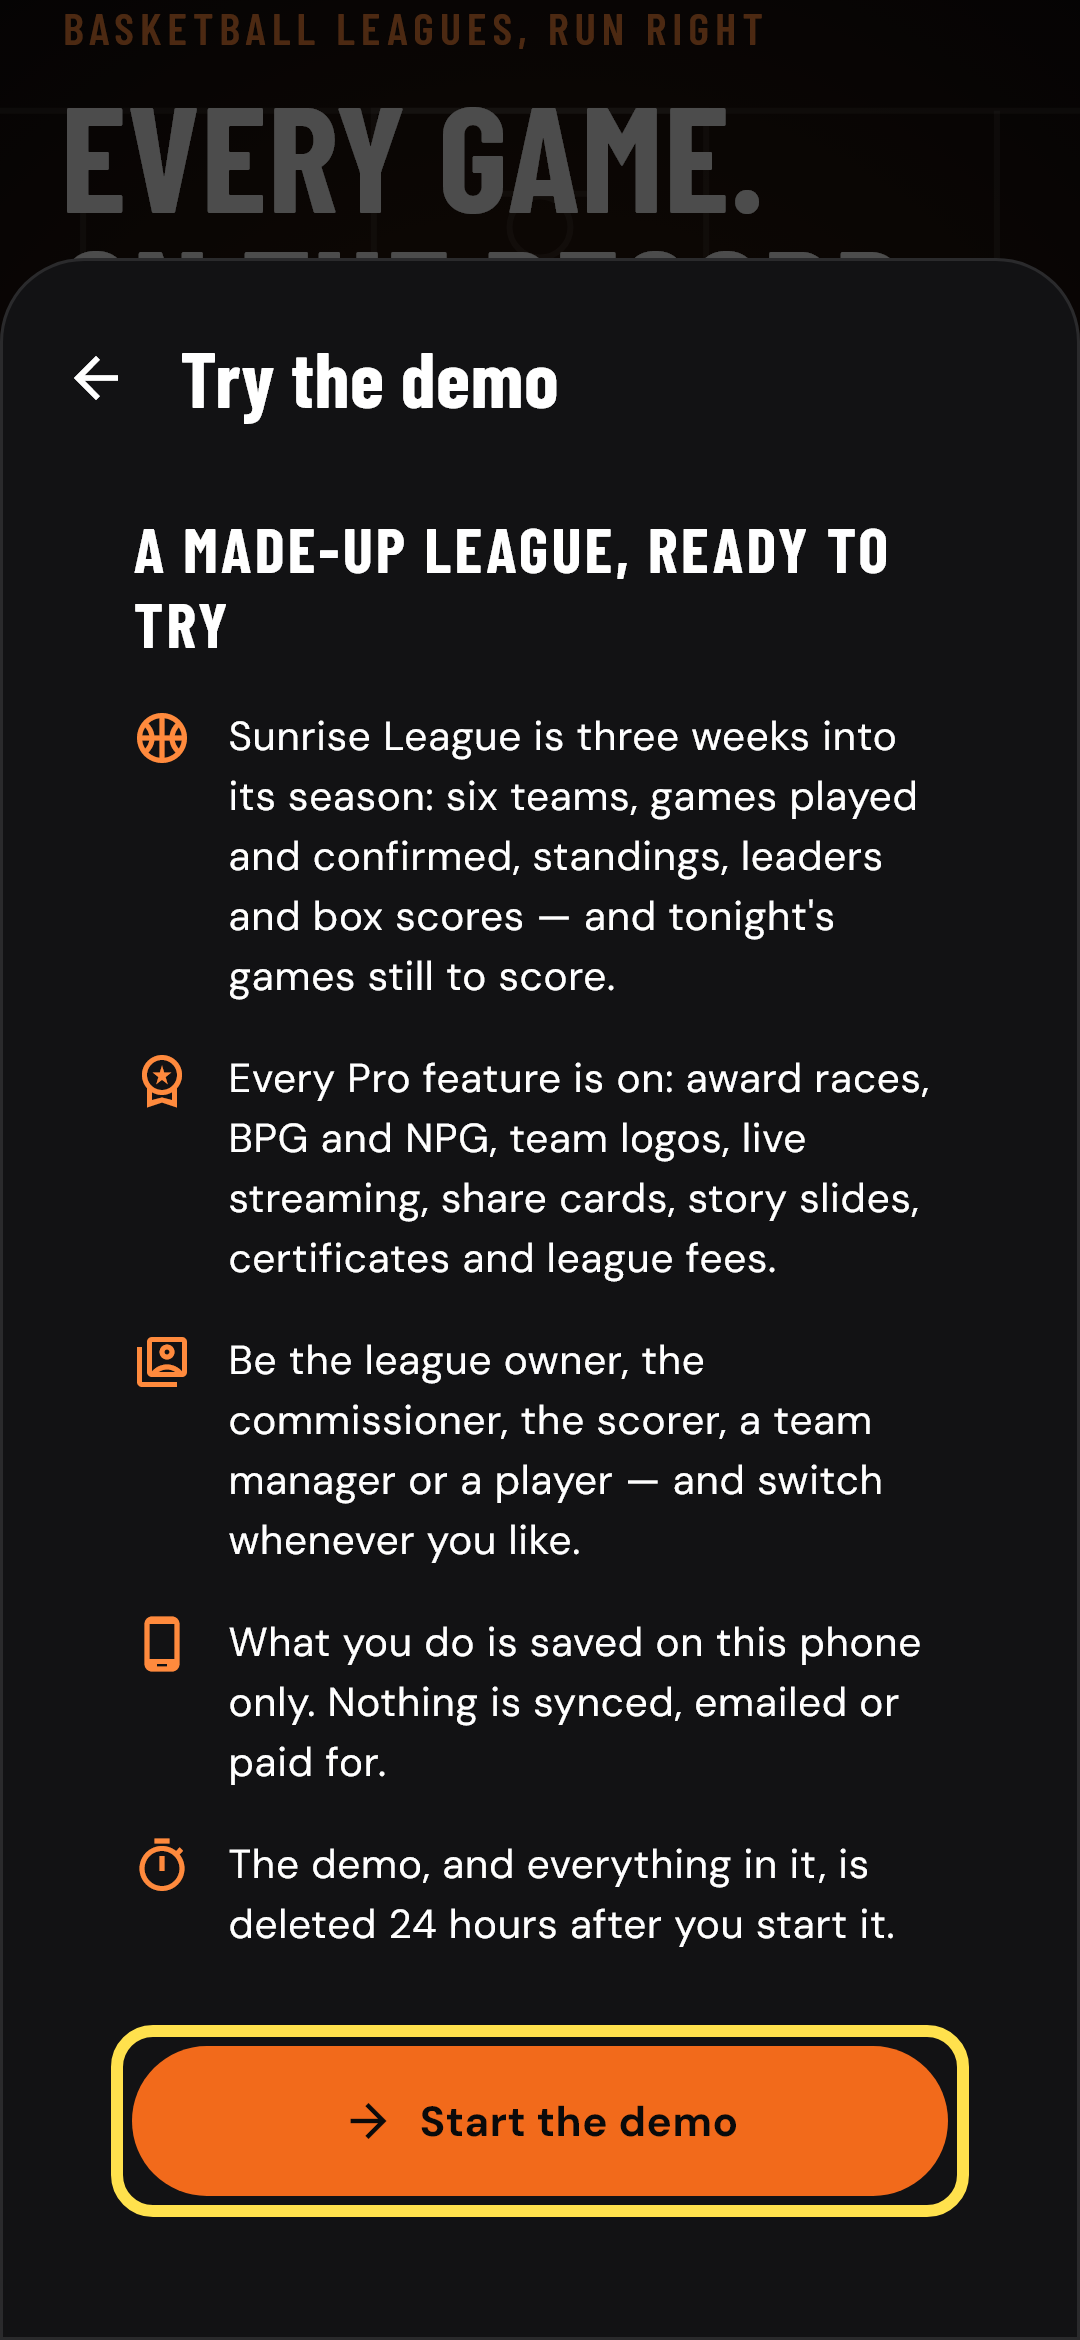 BASKETBALL LEAGUES, RUN RIGHT
EVERY GAME.
Try the demo
A MADE-UP LEAGUE, READY TO
TRY
Sunrise League is three weeks into
its season: six teams, games played
and confirmed, standings, leaders
and box scores — and tonight's
games still to score.
Every Pro feature is on: award races,
BPG and NPG, team logos, live
streaming, share cards, story slides,
certificates and league fees.
Be the league owner, the
commissioner, the scorer, a team
manager or a player — and switch
whenever you like.
What you do is saved on this phone
only. Nothing is synced, emailed or
paid for.
The demo, and everything in it, is
deleted 24 hours after you start it.
Start the demo